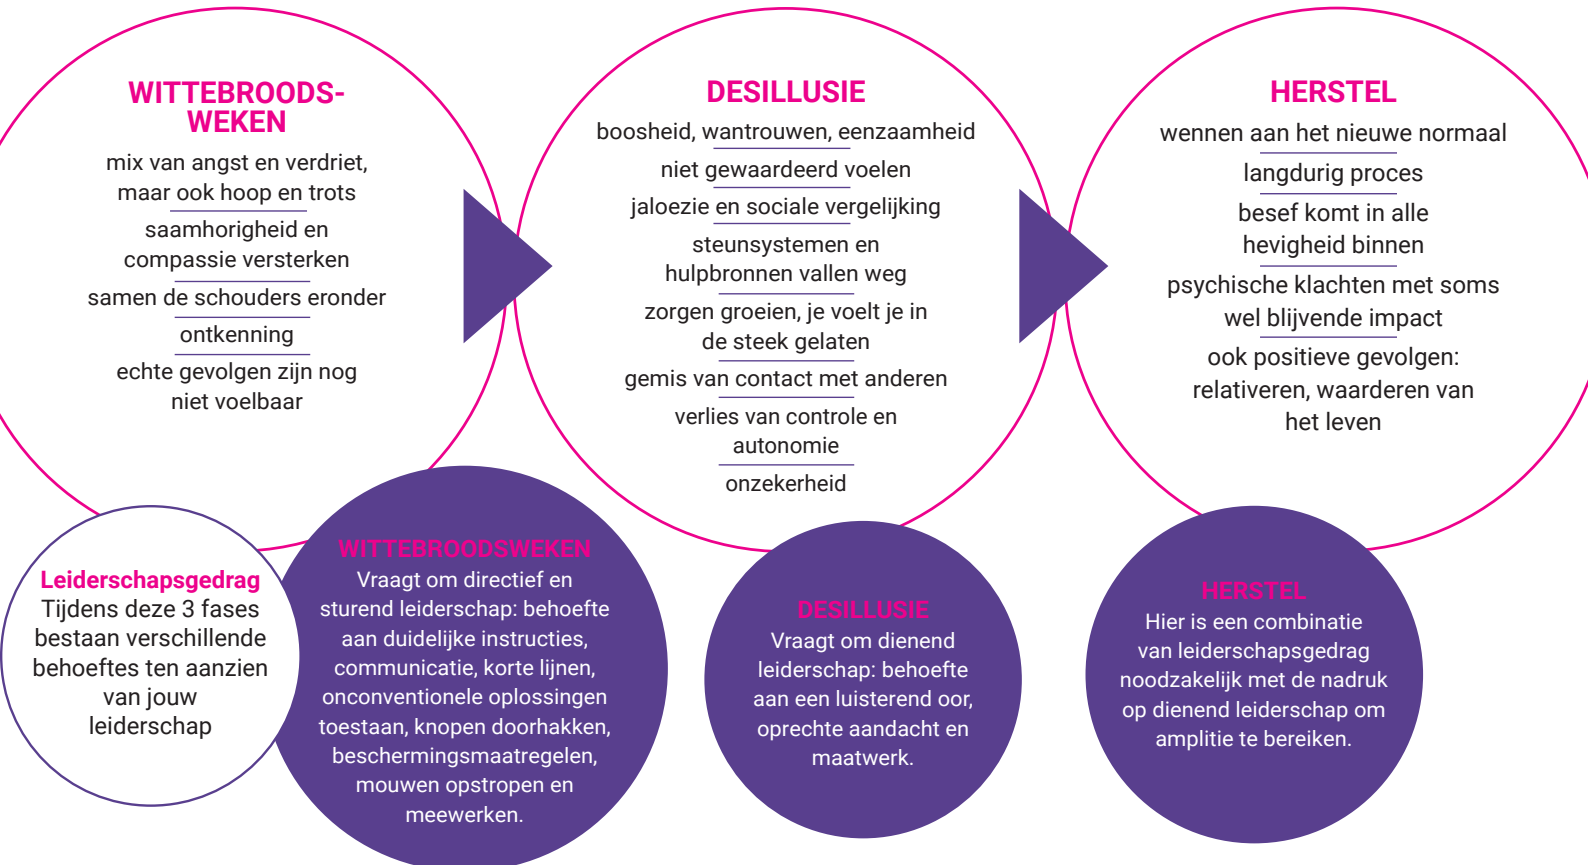 WITTEBROODS-
WEKEN
mix van angst en verdriet,
maar ook hoop en trots
saamhorigheid en
compassie versterken
samen de schouders eronder
ontkenning
echte gevolgen zijn nog
niet voelbaar
DESILLUSIE
boosheid, wantrouwen, eenzaamheid
niet gewaardeerd voelen
jaloezie en sociale vergelijking
steunsystemen en
hulpbronnen vallen weg
zorgen groeien, je voelt je in
de steek gelaten
gemis van contact met anderen
verlies van controle en
autonomie
onzekerheid
HERSTEL
wennen aan het nieuwe normaal
langdurig proces
besef komt in alle
hevigheid binnen
psychische klachten met soms
wel blijvende impact
ook positieve gevolgen:
relativeren, waarderen van
het leven
Leiderschapsgedrag
Tijdens deze 3 fases
bestaan verschillende
behoeftes ten aanzien
van jouw
leiderschap
WITTEBROODSWEKEN
Vraagt om directief en
sturend leiderschap: behoefte
aan duidelijke instructies,
communicatie, korte lijnen,
onconventionele oplossingen
toestaan, knopen doorhakken,
beschermingsmaatregelen,
mouwen opstropen en
meewerken.
DESILLUSIE
Vraagt om dienend
leiderschap: behoefte
aan een luisterend oor,
oprechte aandacht en
maatwerk.
HERSTEL
Hier is een combinatie
van leiderschapsgedrag
noodzakelijk met de nadruk
op dienend leiderschap om
amplitie te bereiken.